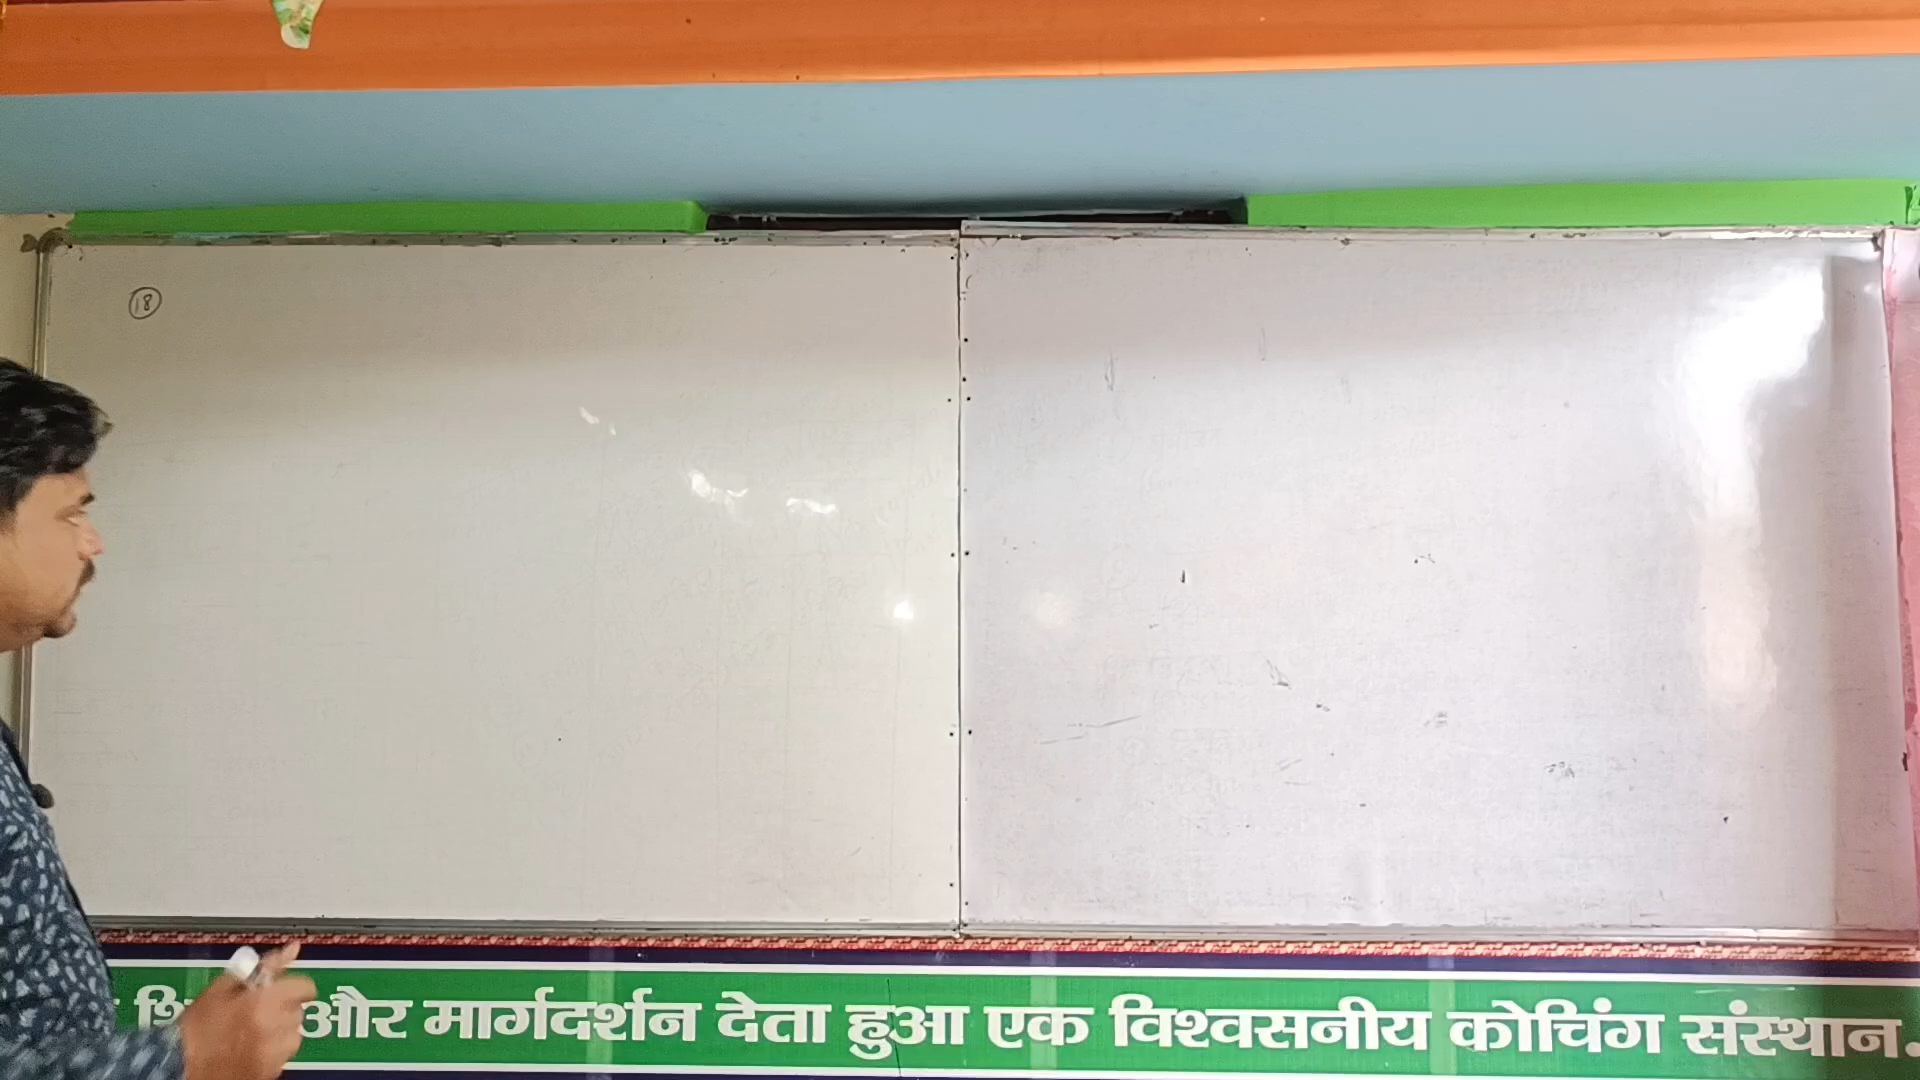 18
और मार्गदर्शन देता हुआ एक विश्वसनीय कोचिंग संस्थान.